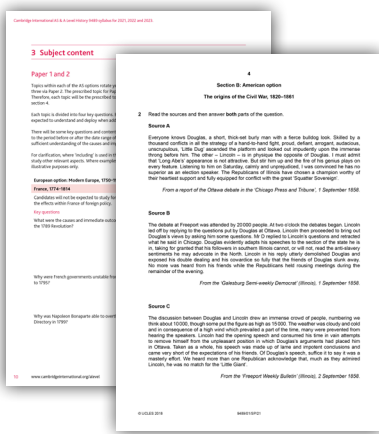 Cambridge International AS & A Level History 9489 syllabus for 2021, 2022 and 2023.
3 Subject content
Paper 1 and 2
Topics within each of the AS options rotate
three via Paper 2. The prescribed topic for Pap
Therefore, each topic will be the prescribed to
section 4.
Each topic is divided into four key questions,
expected to understand and deploy when add
There will be some key questions and content
to the period before or after the date range
sufficient understanding of the causes and imp
For clarification, where 'including' is used in t
study other relevant aspects. Where example
illustrative purposes only.
European option: Modern Europe, 1750–1
France, 1774–1814
Candidates will not be expected to study for
the effects within France of foreign policy.
Key questions
What were the causes and immediate outco
the 1789 Revolution?
Why were French governments unstable fro
to 1795?
Why was Napoleon Bonaparte able to overt
Directory in 1799?
10
www.cambridgeinternational.org/alevel
4
Section B: American option
The origins of the Civil War, 1820–1861
2 Read the sources and then answer both parts of the question.
Source A
Everyone knows Douglas, a short, thick-set burly man with a fierce bulldog look. Skilled by a
thousand conflicts in all the strategy of a hand-to-hand fight, proud, defiant, arrogant, audacious,
unscrupulous, 'Little Dug' ascended the platform and looked out impudently upon the immense
throng before him. The other – Lincoln – is in physique the opposite of Douglas. I must admit
that 'Long Abe's' appearance is not attractive. But stir him up and the fire of his genius plays on
every feature. Listening to him on Saturday, calmly and unprejudiced, I was convinced he has no
superior as an election speaker. The Republicans of Illinois have chosen a champion worthy of
their heartiest support and fully equipped for conflict with the great 'Squatter Sovereign'.
From a report of the Ottawa debate in the 'Chicago Press and Tribune', 1 September 1858.
Source B
The debate at Freeport was attended by 20000 people. At two o'clock the debates began. Lincoln
led off by replying to the questions put by Douglas at Ottawa. Lincoln then proceeded to bring out
Douglas's views by asking him some questions. Mr D replied to Lincoln's questions and retracted
what he said in Chicago. Douglas evidently adapts his speeches to the section of the state he is
in, taking for granted that his followers in southern Illinois cannot, or will not, read the anti-slavery
sentiments he may advocate in the North. Lincoln in his reply utterly demolished Douglas and
exposed his double dealing and his cowardice so fully that the friends of Douglas slunk away.
No more was heard from his friends while the Republicans held rousing meetings during the
remainder of the evening.
From the 'Galesburg Semi-weekly Democrat' (Illinois), 1 September 1858.
Source C
The discussion between Douglas and Lincoln drew an immense crowd of people, numbering we
think about 10000, though some put the figure as high as 15000. The weather was cloudy and cold
and in consequence of a high wind which prevailed a part of the time, many were prevented from
hearing the speakers. Lincoln had the opening speech and consumed his time in vain attempts
to remove himself from the unpleasant position in which Douglas's arguments had placed him
in Ottawa. Taken as a whole, his speech was made up of lame and impotent conclusions and
came very short of the expectations of his friends. Of Douglas's speech, suffice it to say it was a
masterly effort. We heard more than one Republican acknowledge that, much as they admired
Lincoln, he was no match for the 'Little Giant'.
From the 'Freeport Weekly Bulletin' (Illinois), 2 September 1858.
© UCLES 2018